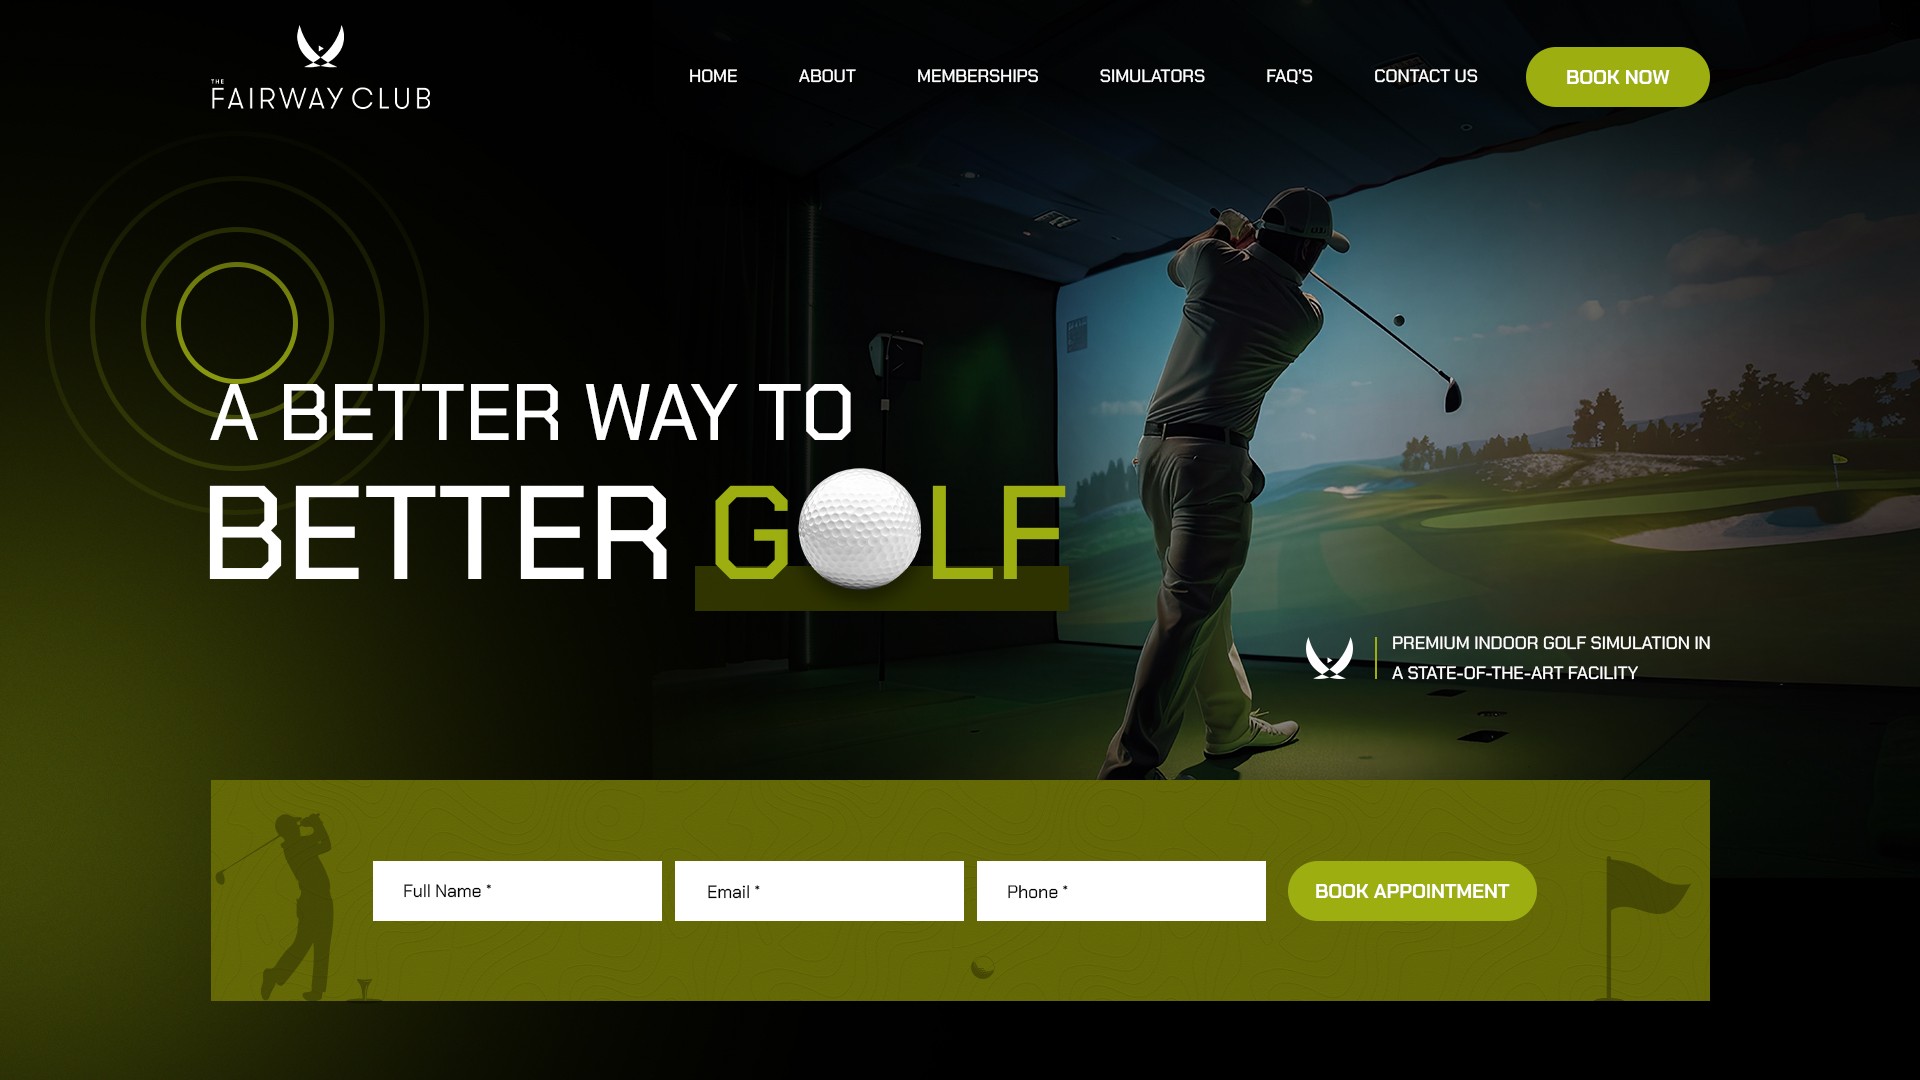 THE
FAIRWAY CLUB
HOME
ABOUT
MEMBERSHIPS
SIMULATORS
FAQ'S
CONTACT US
BOOK NOW
A BETTER WAY TO
BETTER GOLF
PREMIUM INDOOR GOLF SIMULATION IN
A STATE-OF-THE-ART FACILITY
Full Name *
Email *
Phone *
BOOK APPOINTMENT